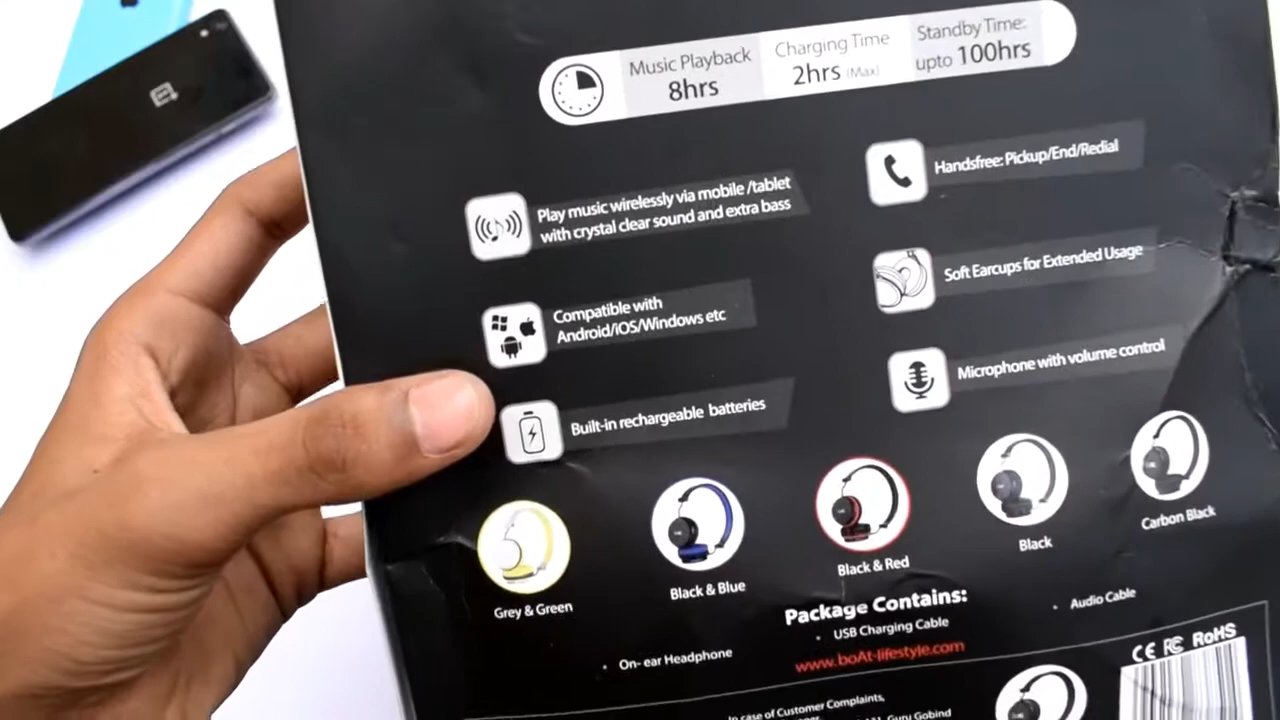 Music Playback
8hrs
Charging Time
2hrs (Max)
Standby Time:
upto 100hrs
Play music wirelessly via mobile /tablet
with crystal clear sound and extra bass
Handsfree: Pickup/End/Redial
Compatible with
Android/iOS/Windows etc
Soft Earcups for Extended Usage
Built-in rechargeable batteries
Microphone with volume control
Grey & Green
Black & Blue
Black & Red
Black
Carbon Black
Package Contains:
• On- ear Headphone
• USB Charging Cable
• Audio Cable
www.boAt-lifestyle.com
In case of Customer Complaints,
Guru Gobind
CE FC RoHS